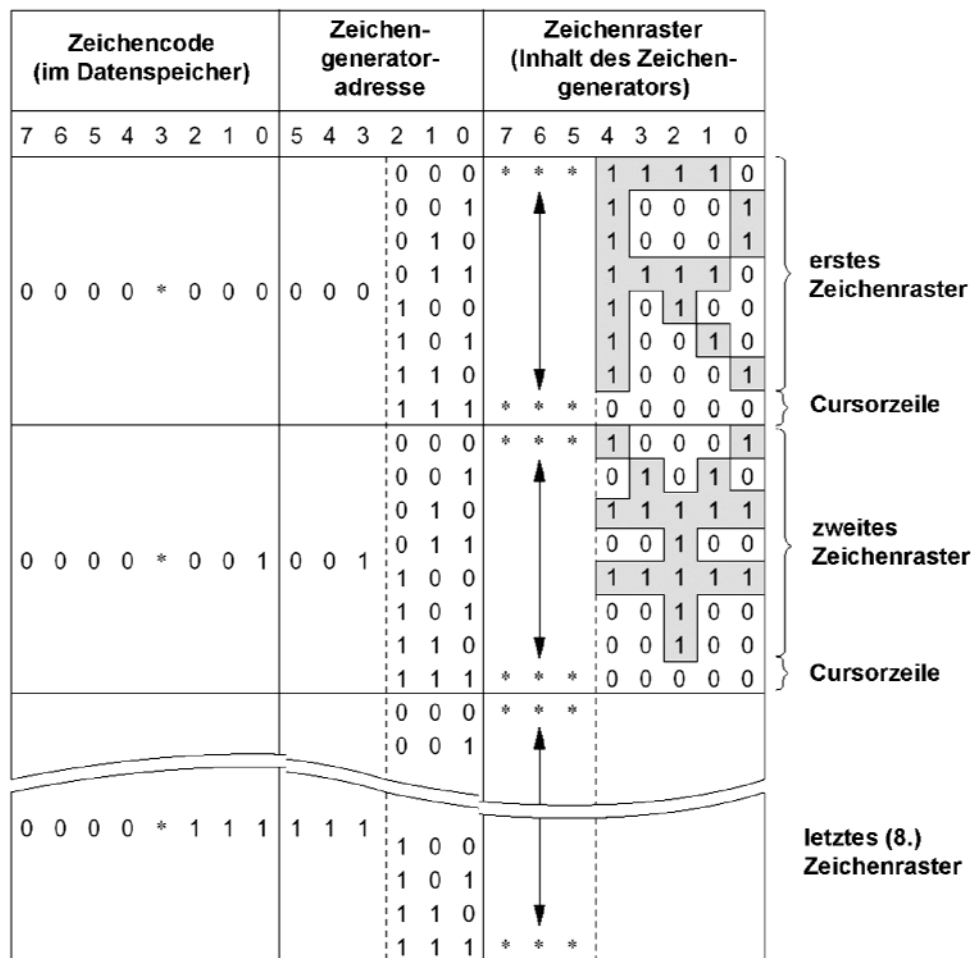 Zeichencode
(im Datenspeicher)
Zeichen-
generator-
adresse
Zeichenraster
(Inhalt des Zeichen-
generators)
7 6 5 4 3 2 1 0 5 4 3 2 1 0 7 6 5 4 3 2 1 0
0 0 0 * * * 1 1 1 1 0
0 0 1 1 0 0 0 1
0 1 0 1 0 0 0 1
0 1 1 1 1 1 1 0
0 0 0 0 * 0 0 0 0 0 0
1 0 0 1 0 1 0 0
1 0 1 1 0 0 1 0
1 1 0 1 0 0 0 1
1 1 1 * * * 0 0 0 0 0
erstes
Zeichenraster
Cursorzeile
0 0 0 * * * 1 0 0 0 1
0 0 1 0 1 0 1 0
0 1 0 1 1 1 1 1
0 1 1 0 0 1 0 0
0 0 0 0 * 0 0 1 0 0 1
1 0 0 1 1 1 1 1
1 0 1 0 0 1 0 0
1 1 0 0 0 1 0 0
1 1 1 * * * 0 0 0 0 0
zweites
Zeichenraster
Cursorzeile
0 0 0 * * *
0 0 1
0 0 0 0 * 1 1 1 1 1 1
1 0 0
1 0 1
1 1 0
1 1 1 * * *
letztes (8.)
Zeichenraster